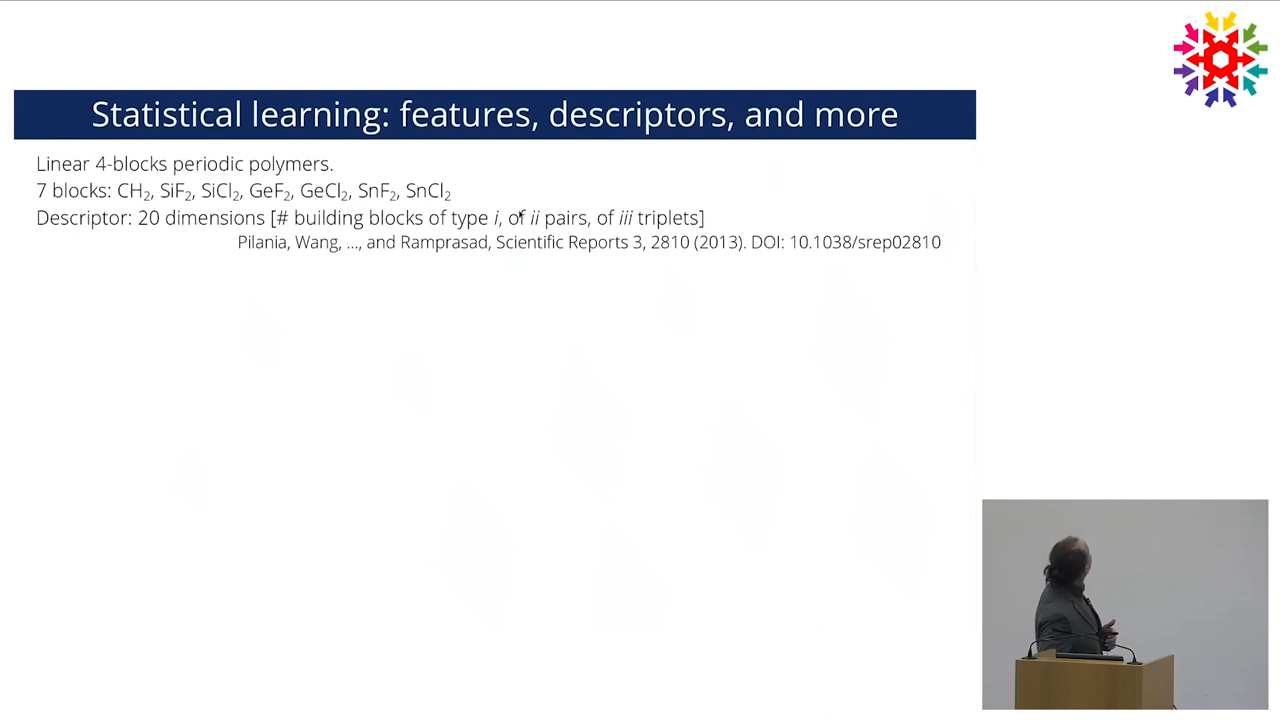 Statistical learning: features, descriptors, and more
Linear 4-blocks periodic polymers.
7 blocks: CH₂, SiF₂, SiCl₂, GeF₂, GeCl₂, SnF₂, SnCl₂
Descriptor: 20 dimensions [# building blocks of type i, of ii pairs, of iii triplets]
Pilania, Wang, ..., and Ramprasad, Scientific Reports 3, 2810 (2013). DOI: 10.1038/srep02810